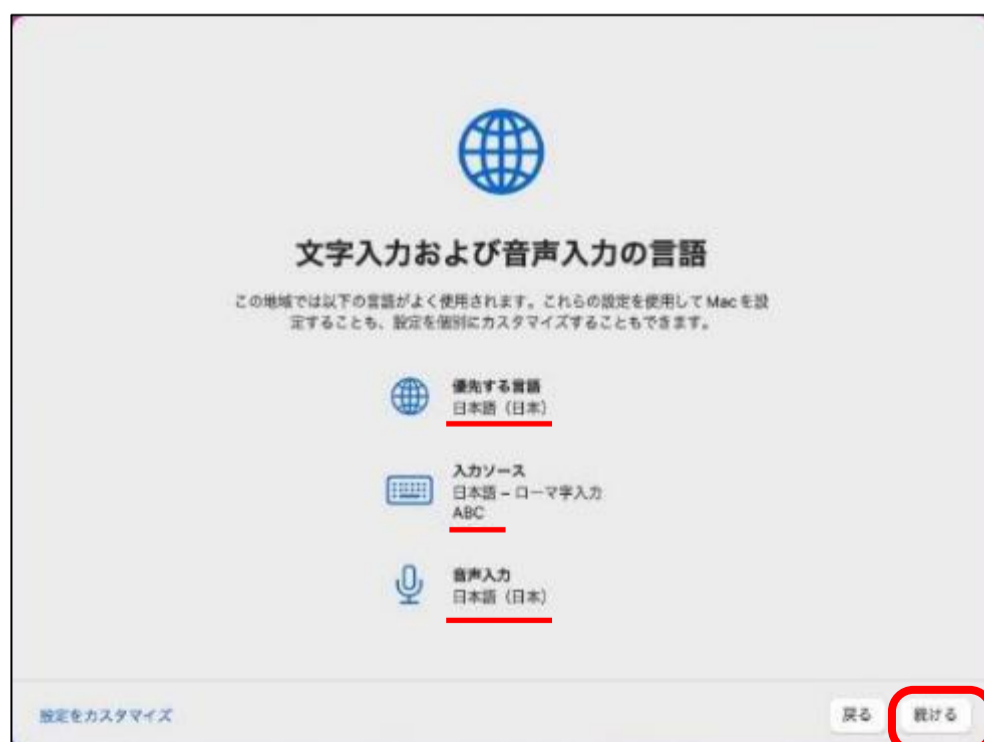 文字入力および音声入力の言語
この地域では以下の言語がよく使用されます。これらの設定を使用して Mac を設
定することも、設定を個別にカスタマイズすることもできます。
優先する言語
日本語（日本）
入力ソース
日本語 – ローマ字入力
ABC
音声入力
日本語（日本）
設定をカスタマイズ
戻る
続ける